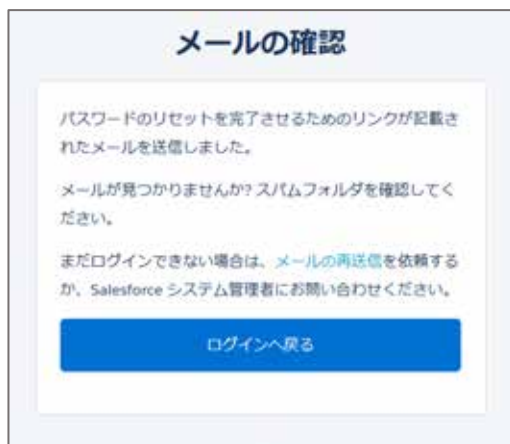 メールの確認
パスワードのリセットを完了させるためのリンクが記載さ
れたメールを送信しました。
メールが見つかりませんか? スパムフォルダを確認してく
ださい。
まだログインできない場合は、メールの再送信を依頼する
か、Salesforce システム管理者にお問い合わせください。
ログインへ戻る